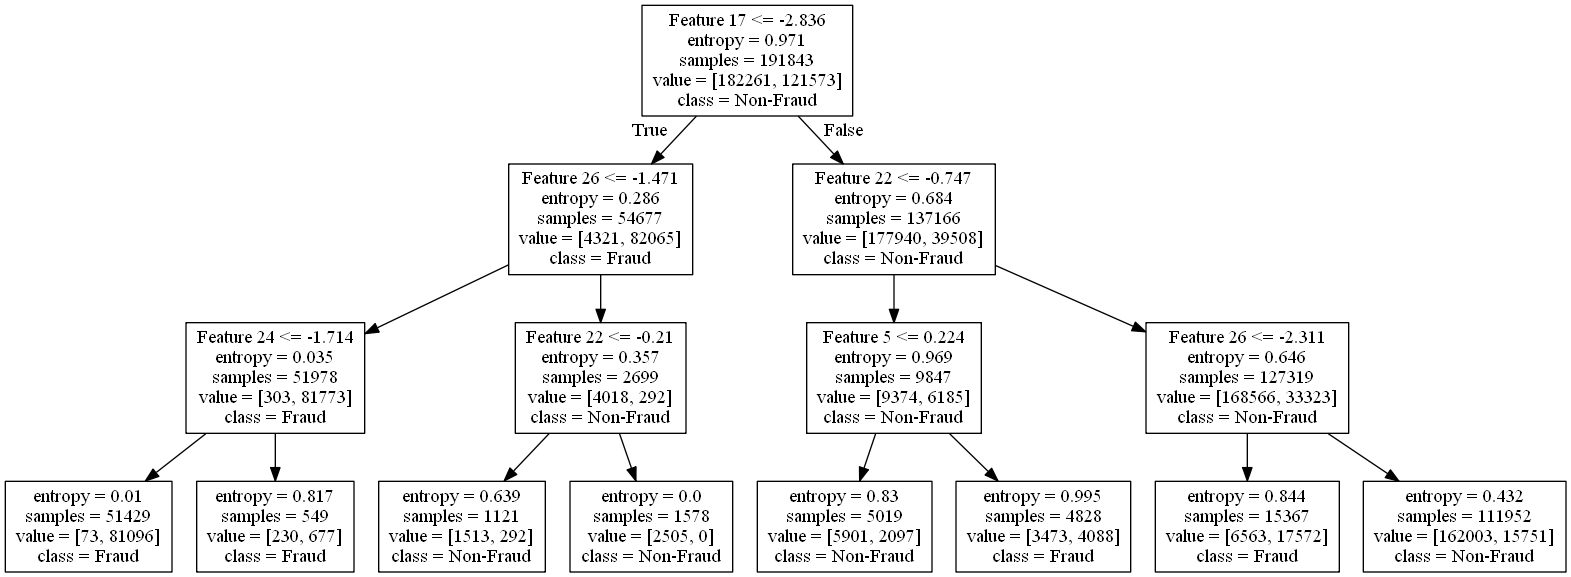 Feature 17 <= -2.836
entropy = 0.971
samples = 191843
value = [182261, 121573]
class = Non-Fraud
True
False
Feature 26 <= -1.471
entropy = 0.286
samples = 54677
value = [4321, 82065]
class = Fraud
Feature 22 <= -0.747
entropy = 0.684
samples = 137166
value = [177940, 39508]
class = Non-Fraud
Feature 24 <= -1.714
entropy = 0.035
samples = 51978
value = [303, 81773]
class = Fraud
Feature 22 <= -0.21
entropy = 0.357
samples = 2699
value = [4018, 292]
class = Non-Fraud
Feature 5 <= 0.224
entropy = 0.969
samples = 9847
value = [9374, 6185]
class = Non-Fraud
Feature 26 <= -2.311
entropy = 0.646
samples = 127319
value = [168566, 33323]
class = Non-Fraud
entropy = 0.01
samples = 51429
value = [73, 81096]
class = Fraud
entropy = 0.817
samples = 549
value = [230, 677]
class = Fraud
entropy = 0.639
samples = 1121
value = [1513, 292]
class = Non-Fraud
entropy = 0.0
samples = 1578
value = [2505, 0]
class = Non-Fraud
entropy = 0.83
samples = 5019
value = [5901, 2097]
class = Non-Fraud
entropy = 0.995
samples = 4828
value = [3473, 4088]
class = Fraud
entropy = 0.844
samples = 15367
value = [6563, 17572]
class = Fraud
entropy = 0.432
samples = 111952
value = [162003, 15751]
class = Non-Fraud